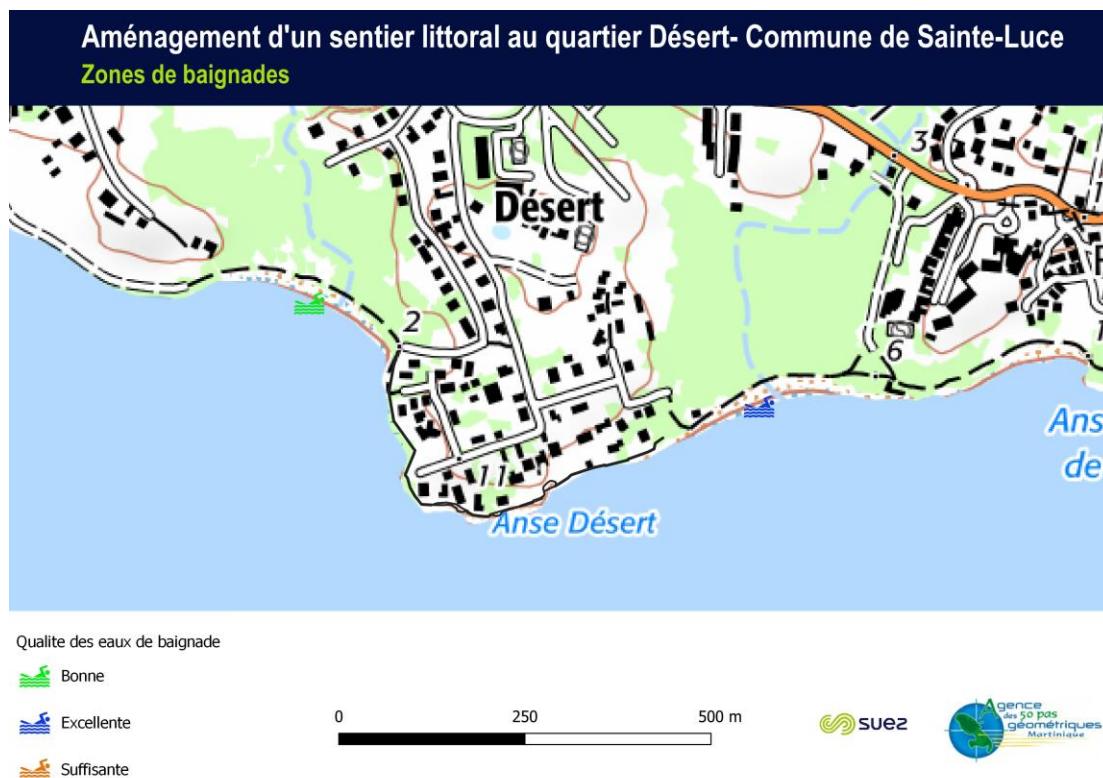 Aménagement d'un sentier littoral au quartier Désert- Commune de Sainte-Luce
Zones de baignades
3
Désert
2
6
11
Anse Désert
Ans
de
Qualite des eaux de baignade
Bonne
Excellente
Suffisante
0 250 500 m
suez
Agence
des 50 pas
géométriques
Martinique